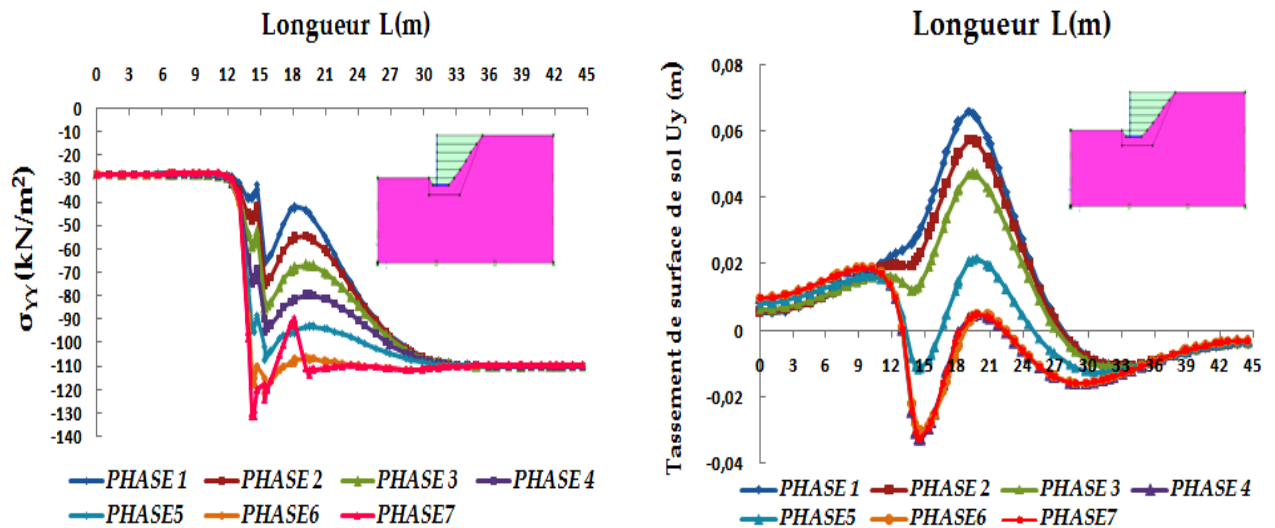 Longueur L(m)
0 3 6 9 12 15 18 21 24 27 30 33 36 39 42 45
0
-10
-20
-30
-40
-50
-60
-70
-80
-90
-100
-110
-120
-130
-140
σYY(kN/m²)
PHASE 1 PHASE 2 PHASE 3 PHASE 4
PHASE5 PHASE6 PHASE7
Longueur L(m)
Tassement de surface de sol Uy (m)
0,08
0,06
0,04
0,02
0
-0,02
-0,04
0 3 6 9 12 15 18 21 24 27 30 33 36 39 42 45
PHASE 1 PHASE 2 PHASE 3 PHASE 4
PHASE5 PHASE6 PHASE7